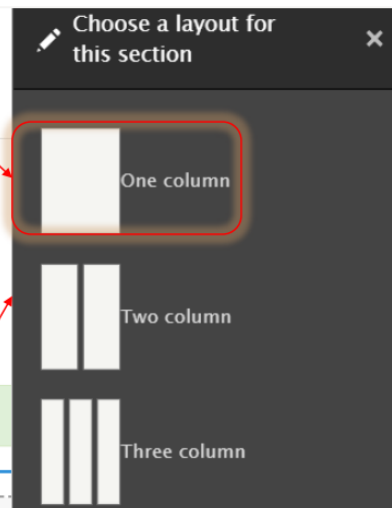 Choose a layout for
this section
One column
Two column
Three column